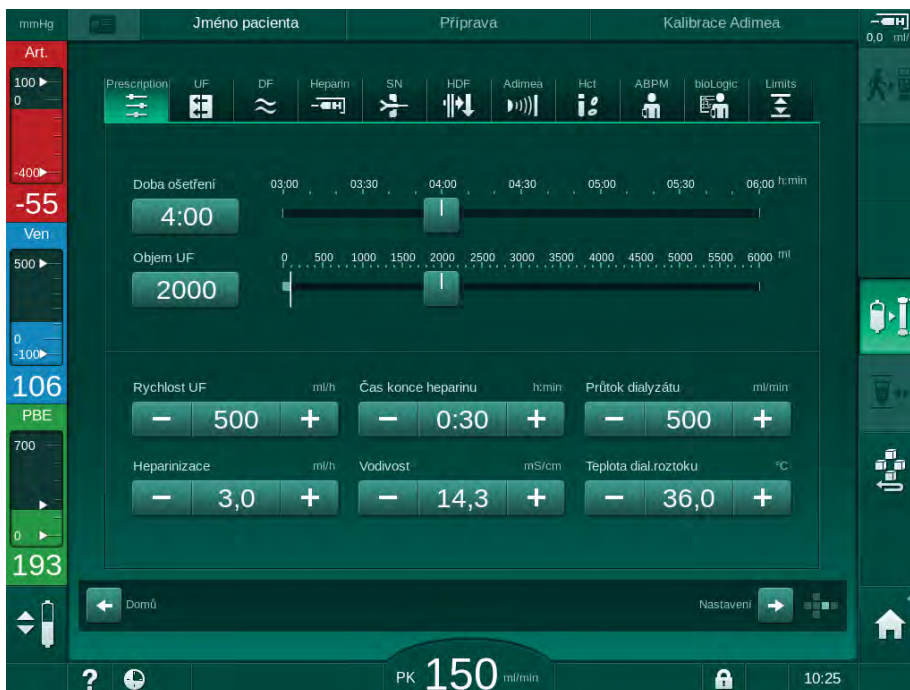 mmHg
Jméno pacienta
Příprava
Kalibrace Adimea
0,0 ml/
Art.
100
0
-400
-55
Ven
500
0
-100
106
PBE
700
0
193
Prescription
UF
DF
Heparin
SN
HDF
Adimea
Hct
ABPM
bioLogic
Limits
Doba ošetření
03:00 03:30 04:00 04:30 05:00 05:30 06:00 h:min
4:00
Objem UF
0 500 1000 1500 2000 2500 3000 3500 4000 4500 5000 5500 6000 ml
2000
Rychlost UF ml/h
Čas konce heparinu h:min
Průtok dialyzátu ml/min
− 500 +
− 0:30 +
− 500 +
Heparinizace ml/h
Vodivost mS/cm
Teplota dial.roztoku °C
− 3,0 +
− 14,3 +
− 36,0 +
Domů
Nastavení
?
PK 150 ml/min
10:25